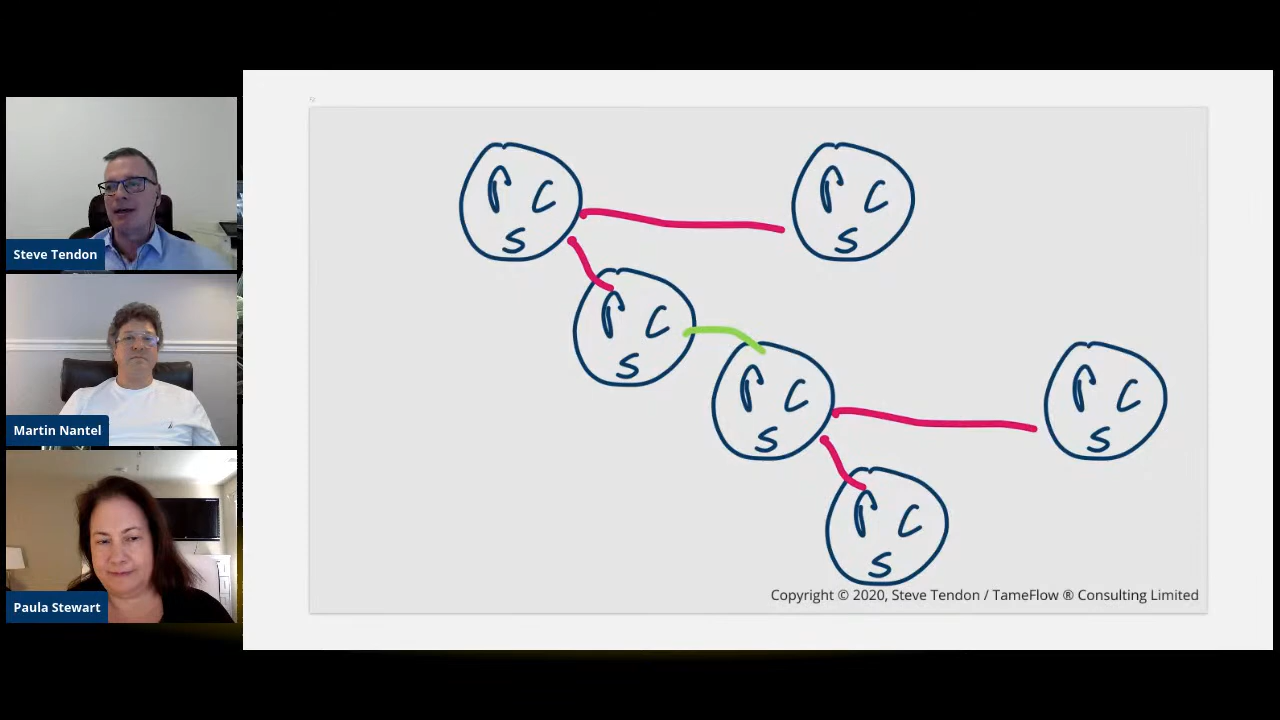 Steve Tendon
Martin Nantel
Paula Stewart
P C
S
P C
S
P C
S
P C
S
P C
S
P C
S
Copyright © 2020, Steve Tendon / TameFlow ® Consulting Limited